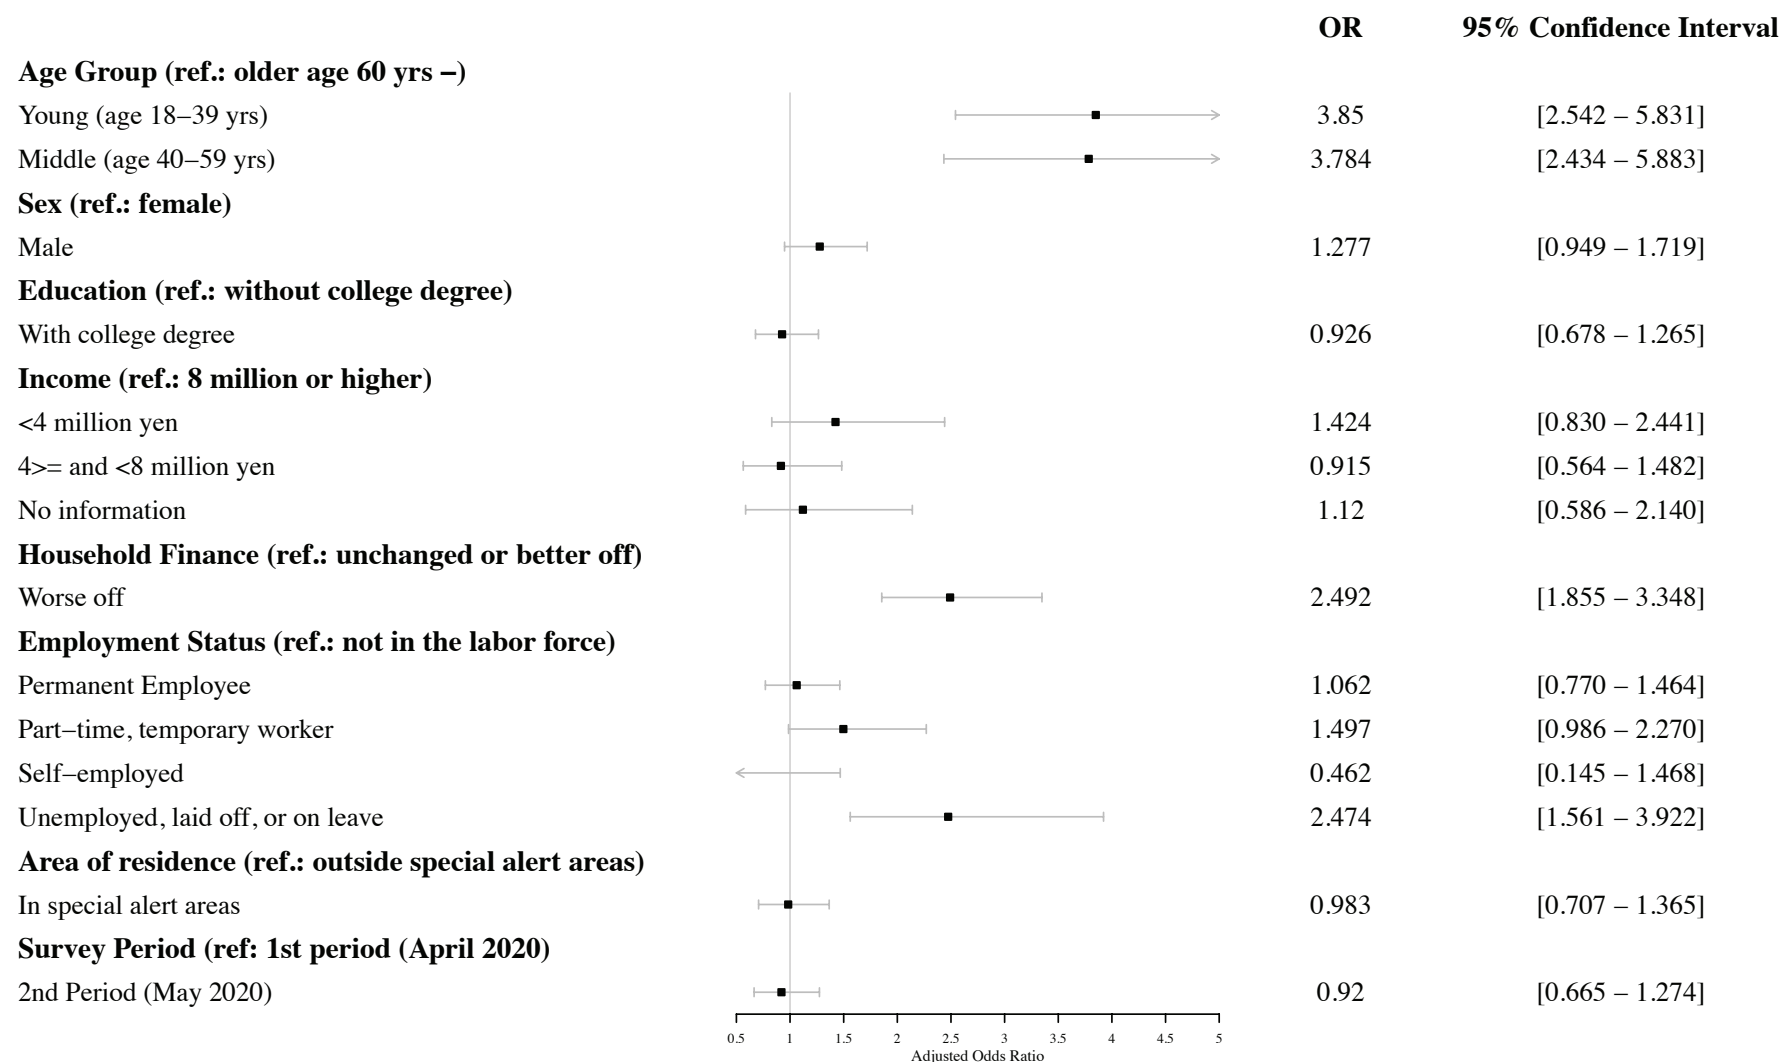 OR 95% Confidence Interval
Age Group (ref.: older age 60 yrs −)
Young (age 18−39 yrs) 3.85 [2.542 − 5.831]
Middle (age 40−59 yrs) 3.784 [2.434 − 5.883]
Sex (ref.: female)
Male 1.277 [0.949 − 1.719]
Education (ref.: without college degree)
With college degree 0.926 [0.678 − 1.265]
Income (ref.: 8 million or higher)
<4 million yen 1.424 [0.830 − 2.441]
4>= and <8 million yen 0.915 [0.564 − 1.482]
No information 1.12 [0.586 − 2.140]
Household Finance (ref.: unchanged or better off)
Worse off 2.492 [1.855 − 3.348]
Employment Status (ref.: not in the labor force)
Permanent Employee 1.062 [0.770 − 1.464]
Part−time, temporary worker 1.497 [0.986 − 2.270]
Self−employed 0.462 [0.145 − 1.468]
Unemployed, laid off, or on leave 2.474 [1.561 − 3.922]
Area of residence (ref.: outside special alert areas)
In special alert areas 0.983 [0.707 − 1.365]
Survey Period (ref: 1st period (April 2020)
2nd Period (May 2020) 0.92 [0.665 − 1.274]
0.5 1 1.5 2 2.5 3 3.5 4 4.5 5
Adjusted Odds Ratio